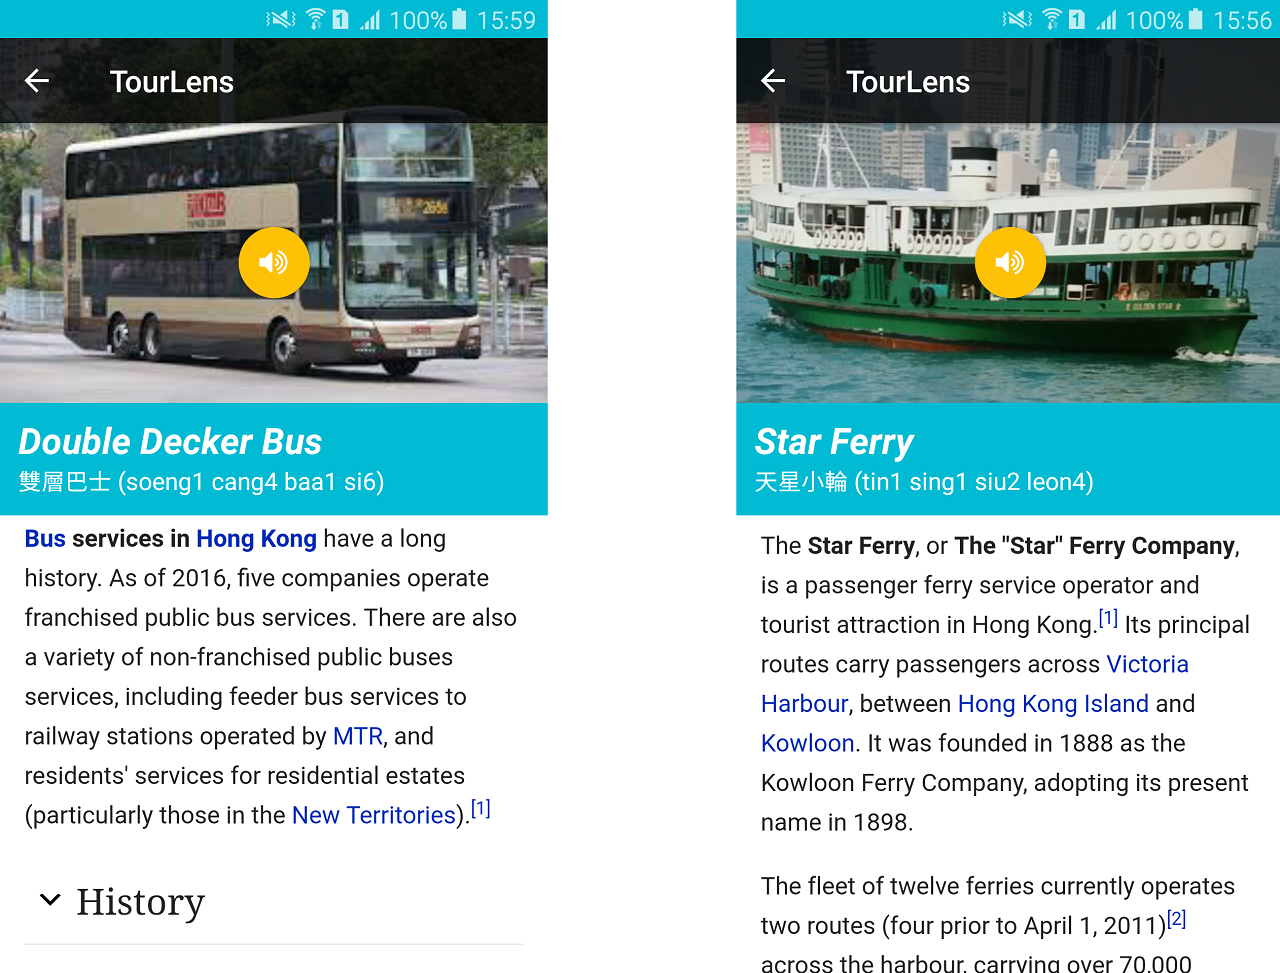 100% 15:59
TourLens
KMB
Double Decker Bus
雙層巴士 (soeng1 cang4 baa1 si6)
Bus services in Hong Kong have a long
history. As of 2016, five companies operate
franchised public bus services. There are also
a variety of non-franchised public buses
services, including feeder bus services to
railway stations operated by MTR, and
residents' services for residential estates
(particularly those in the New Territories).[1]
History
1 100% 15:56
TourLens
GOLDEN STAR
Star Ferry
天星小輪 (tin1 sing1 siu2 leon4)
The Star Ferry, or The "Star" Ferry Company,
is a passenger ferry service operator and
tourist attraction in Hong Kong.[1] Its principal
routes carry passengers across Victoria
Harbour, between Hong Kong Island and
Kowloon. It was founded in 1888 as the
Kowloon Ferry Company, adopting its present
name in 1898.
The fleet of twelve ferries currently operates
two routes (four prior to April 1, 2011)[2]
across the harbour, carrying over 70,000